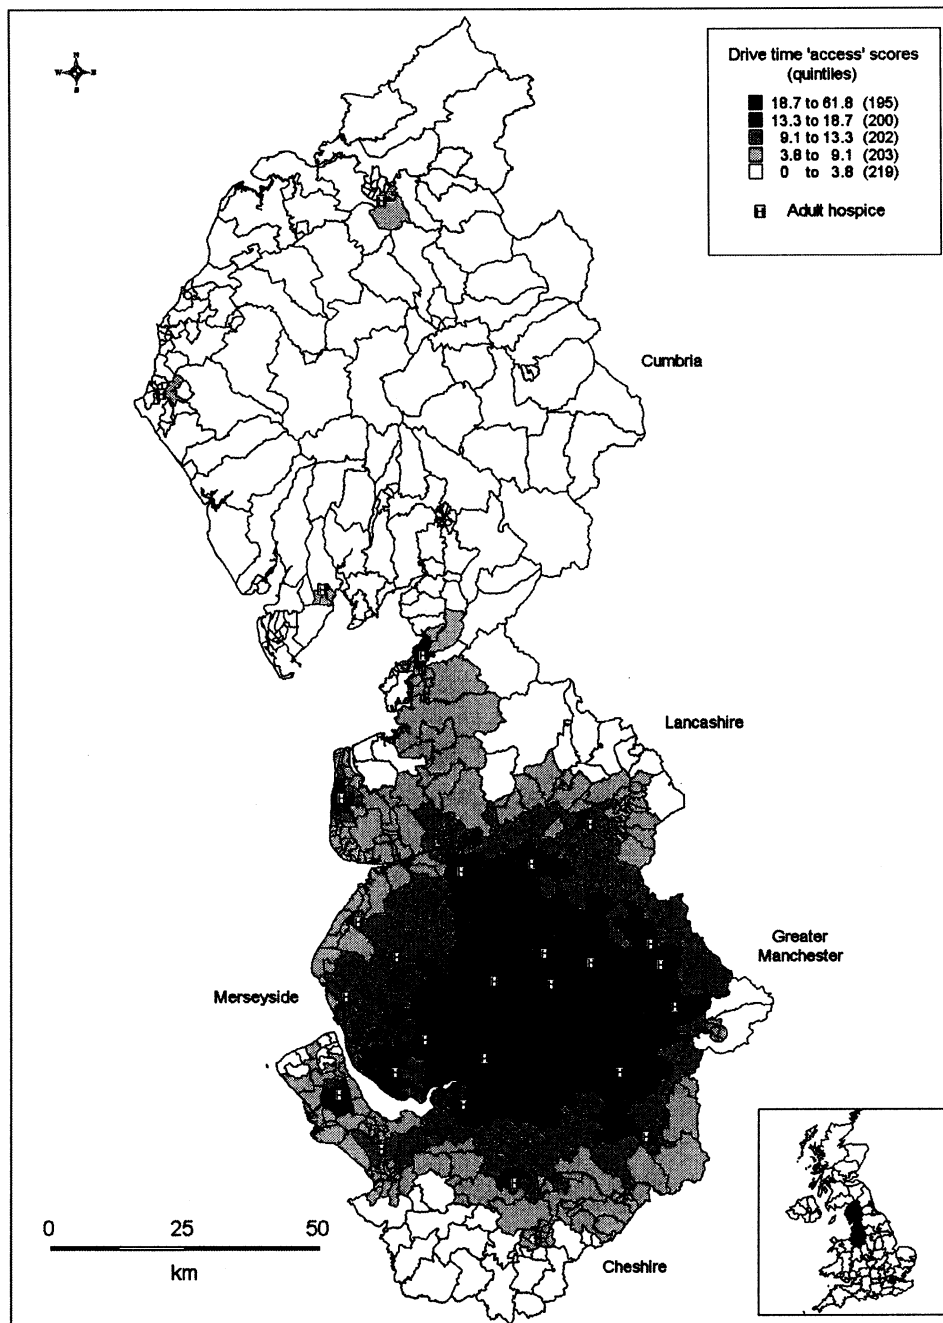 N
W E
S
Drive time 'access' scores
(quintiles)
18.7 to 61.8 (195)
13.3 to 18.7 (200)
9.1 to 13.3 (202)
3.8 to 9.1 (203)
0 to 3.8 (219)
H Adult hospice
Cumbria
Lancashire
Greater
Manchester
Merseyside
Cheshire
0 25 50
km